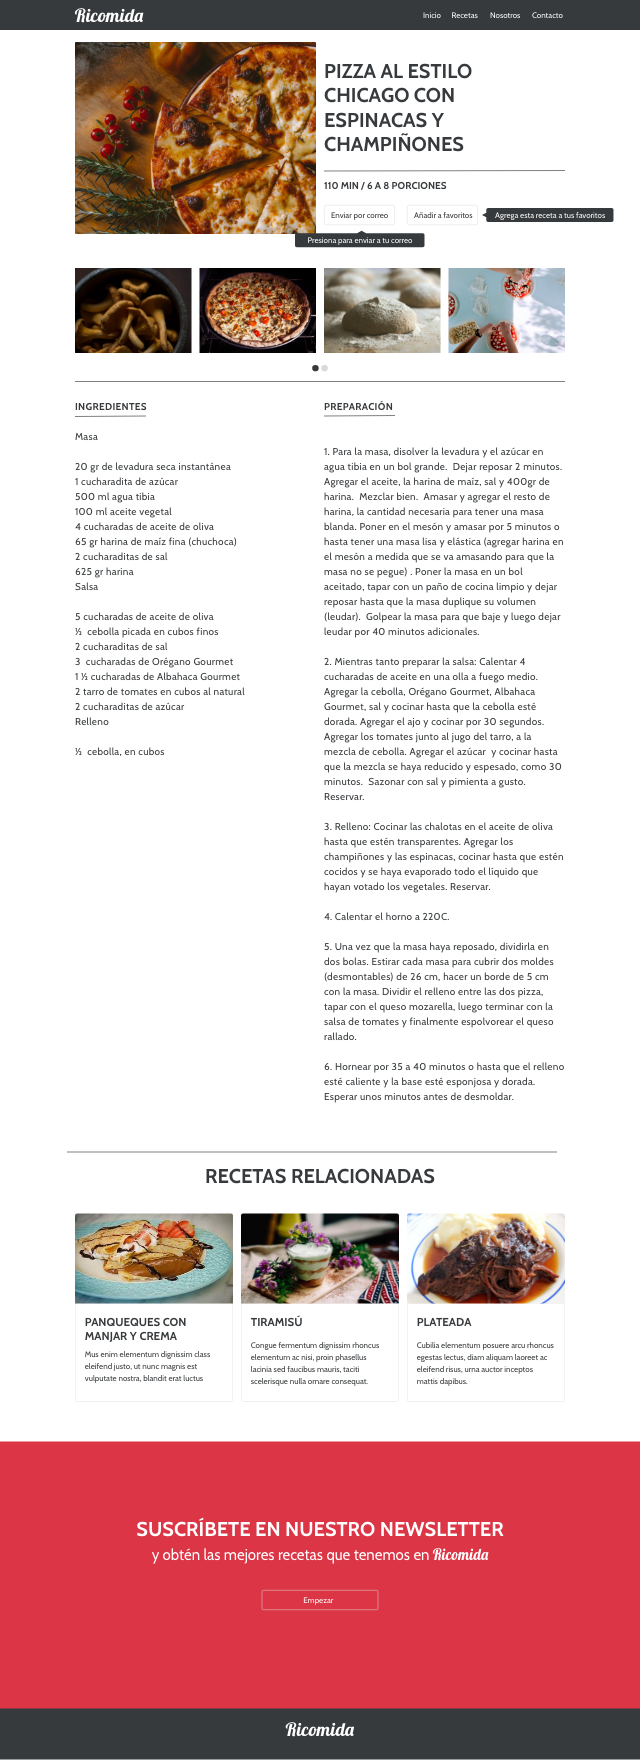 Ricomida
Inicio Recetas Nosotros Contacto
PIZZA AL ESTILO
CHICAGO CON
ESPINACAS Y
CHAMPIÑONES
110 MIN / 6 A 8 PORCIONES
Enviar por correo Añadir a favoritos Agrega esta receta a tus favoritos
Presiona para enviar a tu correo
INGREDIENTES
Masa
20 gr de levadura seca instantánea
1 cucharadita de azúcar
500 ml agua tibia
100 ml aceite vegetal
4 cucharadas de aceite de oliva
65 gr harina de maíz fina (chuchoca)
2 cucharaditas de sal
625 gr harina
Salsa
5 cucharadas de aceite de oliva
½  cebolla picada en cubos finos
2 cucharaditas de sal
3  cucharadas de Orégano Gourmet
1 ½ cucharadas de Albahaca Gourmet
2 tarro de tomates en cubos al natural
2 cucharaditas de azúcar
Relleno
½  cebolla, en cubos
PREPARACIÓN
1. Para la masa, disolver la levadura y el azúcar en
agua tibia en un bol grande.  Dejar reposar 2 minutos.
Agregar el aceite, la harina de maíz, sal y 400gr de
harina.  Mezclar bien.  Amasar y agregar el resto de
harina, la cantidad necesaria para tener una masa
blanda. Poner en el mesón y amasar por 5 minutos o
hasta tener una masa lisa y elástica (agregar harina en
el mesón a medida que se va amasando para que la
masa no se pegue) . Poner la masa en un bol
aceitado, tapar con un paño de cocina limpio y dejar
reposar hasta que la masa duplique su volumen
(leudar).  Golpear la masa para que baje y luego dejar
leudar por 40 minutos adicionales.
2. Mientras tanto preparar la salsa: Calentar 4
cucharadas de aceite en una olla a fuego medio.
Agregar la cebolla, Orégano Gourmet, Albahaca
Gourmet, sal y cocinar hasta que la cebolla esté
dorada. Agregar el ajo y cocinar por 30 segundos.
Agregar los tomates junto al jugo del tarro, a la
mezcla de cebolla. Agregar el azúcar  y cocinar hasta
que la mezcla se haya reducido y espesado, como 30
minutos.  Sazonar con sal y pimienta a gusto.
Reservar.
3. Relleno: Cocinar las chalotas en el aceite de oliva
hasta que estén transparentes. Agregar los
champiñones y las espinacas, cocinar hasta que estén
cocidos y se haya evaporado todo el líquido que
hayan votado los vegetales. Reservar.
4. Calentar el horno a 220C.
5. Una vez que la masa haya reposado, dividirla en
dos bolas. Estirar cada masa para cubrir dos moldes
(desmontables) de 26 cm, hacer un borde de 5 cm
con la masa. Dividir el relleno entre las dos pizza,
tapar con el queso mozarella, luego terminar con la
salsa de tomates y finalmente espolvorear el queso
rallado.
6. Hornear por 35 a 40 minutos o hasta que el relleno
esté caliente y la base esté esponjosa y dorada.
Esperar unos minutos antes de desmoldar.
RECETAS RELACIONADAS
PANQUEQUES CON
MANJAR Y CREMA
Mus enim elementum dignissim class
eleifend justo, ut nunc magnis est
vulputate nostra, blandit erat luctus
TIRAMISÚ
Congue fermentum dignissim rhoncus
elementum ac nisi, proin phasellus
lacinia sed faucibus mauris, taciti
scelerisque nulla ornare consequat.
PLATEADA
Cubilia elementum posuere arcu rhoncus
egestas lectus, diam aliquam laoreet ac
eleifend risus, urna auctor inceptos
mattis dapibus.
SUSCRÍBETE EN NUESTRO NEWSLETTER
y obtén las mejores recetas que tenemos en Ricomida
Empezar
Ricomida